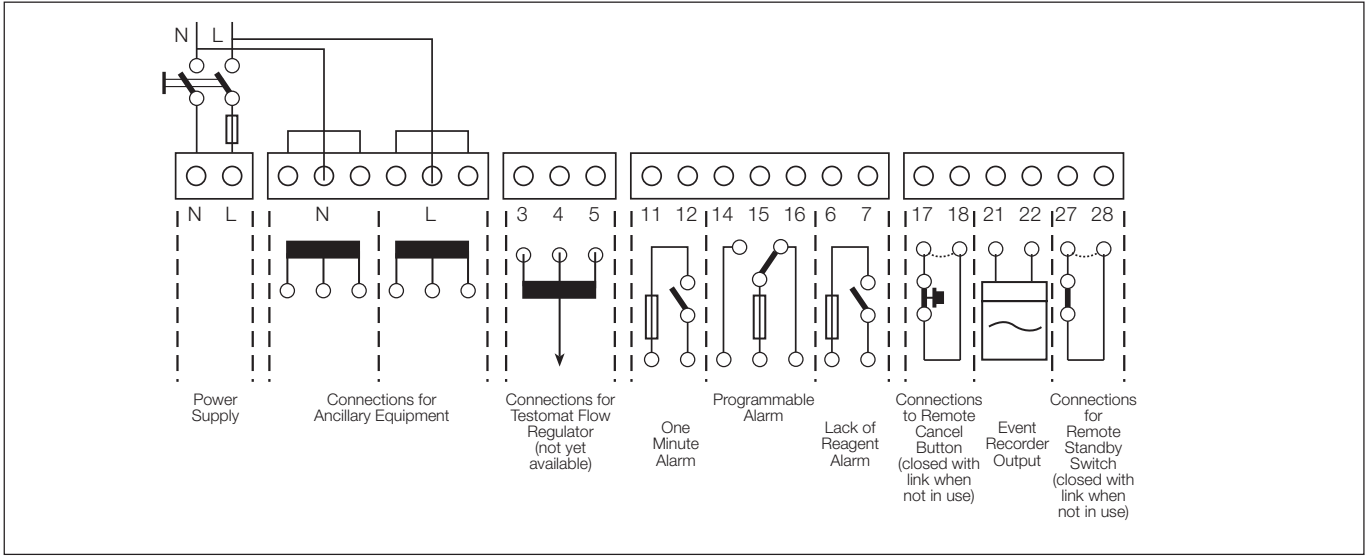 N L
N L N L 3 4 5 11 12 14 15 16 6 7 17 18 21 22 27 28
Power
Supply
Connections for
Ancillary Equipment
Connections for
Testomat Flow
Regulator
(not yet
available)
One
Minute
Alarm
Programmable
Alarm
Lack of
Reagent
Alarm
Connections
to Remote
Cancel
Button
(closed with
link when
not in use)
Event
Recorder
Output
Connections
for
Remote
Standby
Switch
(closed with
link when
not in use)